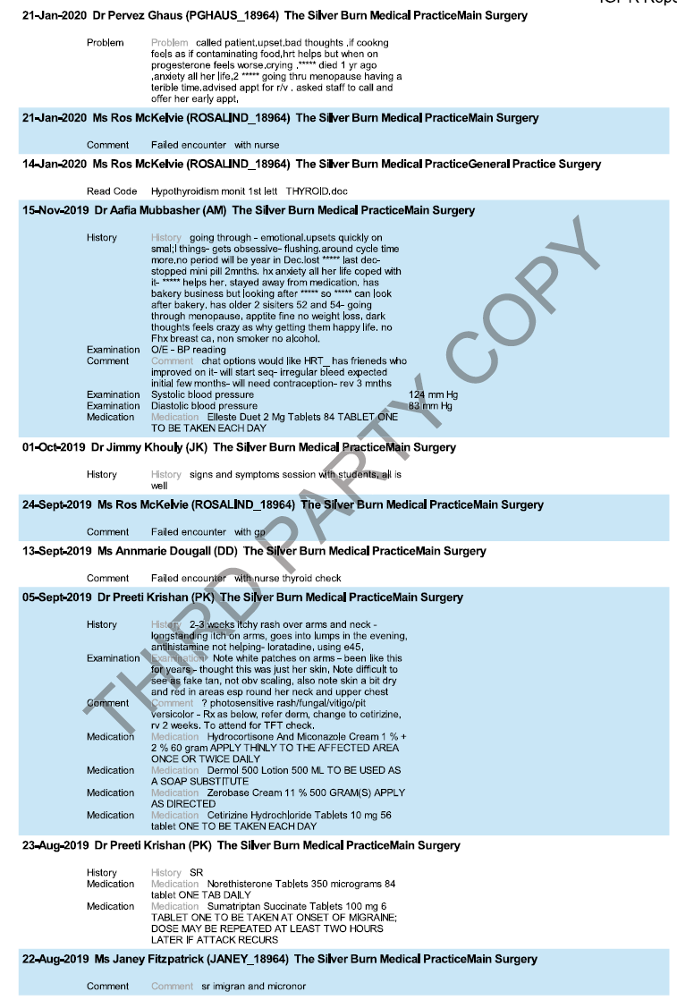 21-Jan-2020 Dr Pervez Ghaus (PGHAUS_18964) The Silver Burn Medical PracticeMain Surgery
Problem Problem called patient,upset,bad thoughts ,if cookng
feels as if contaminating food,hrt helps but when on
progesterone feels worse,crying ,***** died 1 yr ago
,anxiety all her life,2 ***** going thru menopause having a
terible time.advised appt for r/v . asked staff to call and
offer her early appt,
21-Jan-2020 Ms Ros McKelvie (ROSALIND_18964) The Silver Burn Medical PracticeMain Surgery
Comment Failed encounter with nurse
14-Jan-2020 Ms Ros McKelvie (ROSALIND_18964) The Silver Burn Medical PracticeGeneral Practice Surgery
Read Code Hypothyroidism monit 1st lett THYROID.doc
15-Nov-2019 Dr Aafia Mubbasher (AM) The Silver Burn Medical PracticeMain Surgery
History History going through - emotional.upsets quickly on
smal;l things- gets obsessive- flushing.around cycle time
more.no period will be year in Dec.lost ***** last dec-
stopped mini pill 2mnths. hx anxiety all her life coped with
it- ***** helps her, stayed away from medication, has
bakery business but looking after ***** so ***** can look
after bakery, has older 2 sisiters 52 and 54- going
through menopause, apptite fine no weight loss, dark
thoughts feels crazy as why getting them happy life. no
Fhx breast ca, non smoker no alcohol.
Examination O/E - BP reading
Comment Comment chat options would like HRT_ has frieneds who
improved on it- will start seq- irregular bleed expected
initial few months- will need contraception- rev 3 mnths
Examination Systolic blood pressure 124 mm Hg
Examination Diastolic blood pressure 83 mm Hg
Medication Medication Elleste Duet 2 Mg Tablets 84 TABLET ONE
TO BE TAKEN EACH DAY
01-Oct-2019 Dr Jimmy Khouly (JK) The Silver Burn Medical PracticeMain Surgery
History History signs and symptoms session with students, all is
well
24-Sept-2019 Ms Ros McKelvie (ROSALIND_18964) The Silver Burn Medical PracticeMain Surgery
Comment Failed encounter with gp
13-Sept-2019 Ms Annmarie Dougall (DD) The Silver Burn Medical PracticeMain Surgery
Comment Failed encounter with nurse thyroid check
05-Sept-2019 Dr Preeti Krishan (PK) The Silver Burn Medical PracticeMain Surgery
History History 2-3 weeks itchy rash over arms and neck -
longstanding itch on arms, goes into lumps in the evening,
antihistamine not helping- loratadine, using e45,
Examination Examination Note white patches on arms - been like this
for years - thought this was just her skin, Note difficult to
see as fake tan, not obv scaling, also note skin a bit dry
and red in areas esp round her neck and upper chest
Comment Comment ? photosensitive rash/fungal/vitigo/pit
versicolor - Rx as below, refer derm, change to cetirizine,
rv 2 weeks. To attend for TFT check.
Medication Medication Hydrocortisone And Miconazole Cream 1 % +
2 % 60 gram APPLY THINLY TO THE AFFECTED AREA
ONCE OR TWICE DAILY
Medication Medication Dermol 500 Lotion 500 ML TO BE USED AS
A SOAP SUBSTITUTE
Medication Medication Zerobase Cream 11 % 500 GRAM(S) APPLY
AS DIRECTED
Medication Medication Cetirizine Hydrochloride Tablets 10 mg 56
tablet ONE TO BE TAKEN EACH DAY
23-Aug-2019 Dr Preeti Krishan (PK) The Silver Burn Medical PracticeMain Surgery
History History SR
Medication Medication Norethisterone Tablets 350 micrograms 84
tablet ONE TAB DAILY
Medication Medication Sumatriptan Succinate Tablets 100 mg 6
TABLET ONE TO BE TAKEN AT ONSET OF MIGRAINE;
DOSE MAY BE REPEATED AT LEAST TWO HOURS
LATER IF ATTACK RECURS
22-Aug-2019 Ms Janey Fitzpatrick (JANEY_18964) The Silver Burn Medical PracticeMain Surgery
Comment Comment sr imigran and micronor
THIRD PARTY COPY